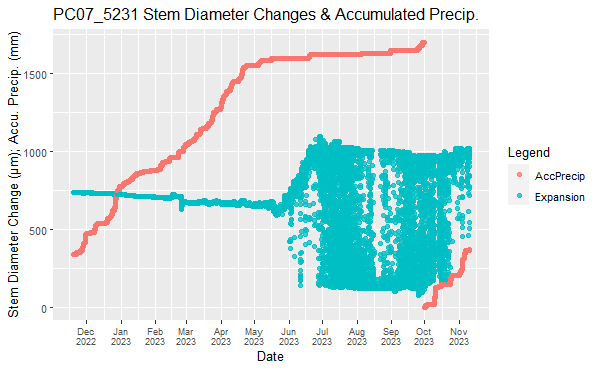 PC07_5231 Stem Diameter Changes & Accumulated Precip.
Stem Diameter Change (μm); Accu. Precip. (mm)
1500
1000
500
0
Dec 2022
Jan 2023
Feb 2023
Mar 2023
Apr 2023
May 2023
Jun 2023
Jul 2023
Aug 2023
Sep 2023
Oct 2023
Nov 2023
Date
Legend
AccPrecip
Expansion